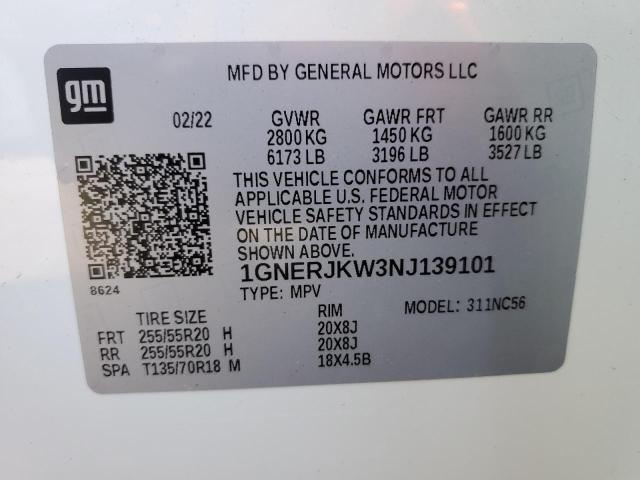 gm
MFD BY GENERAL MOTORS LLC
02/22 GVWR GAWR FRT GAWR RR
2800 KG 1450 KG 1600 KG
6173 LB 3196 LB 3527 LB
THIS VEHICLE CONFORMS TO ALL
APPLICABLE U.S. FEDERAL MOTOR
VEHICLE SAFETY STANDARDS IN EFFECT
ON THE DATE OF MANUFACTURE
SHOWN ABOVE.
8624 1GNERJKW3NJ139101
TYPE: MPV MODEL: 311NC56
TIRE SIZE RIM
FRT 255/55R20 H 20X8J
RR 255/55R20 H 20X8J
SPA T135/70R18 M 18X4.5B